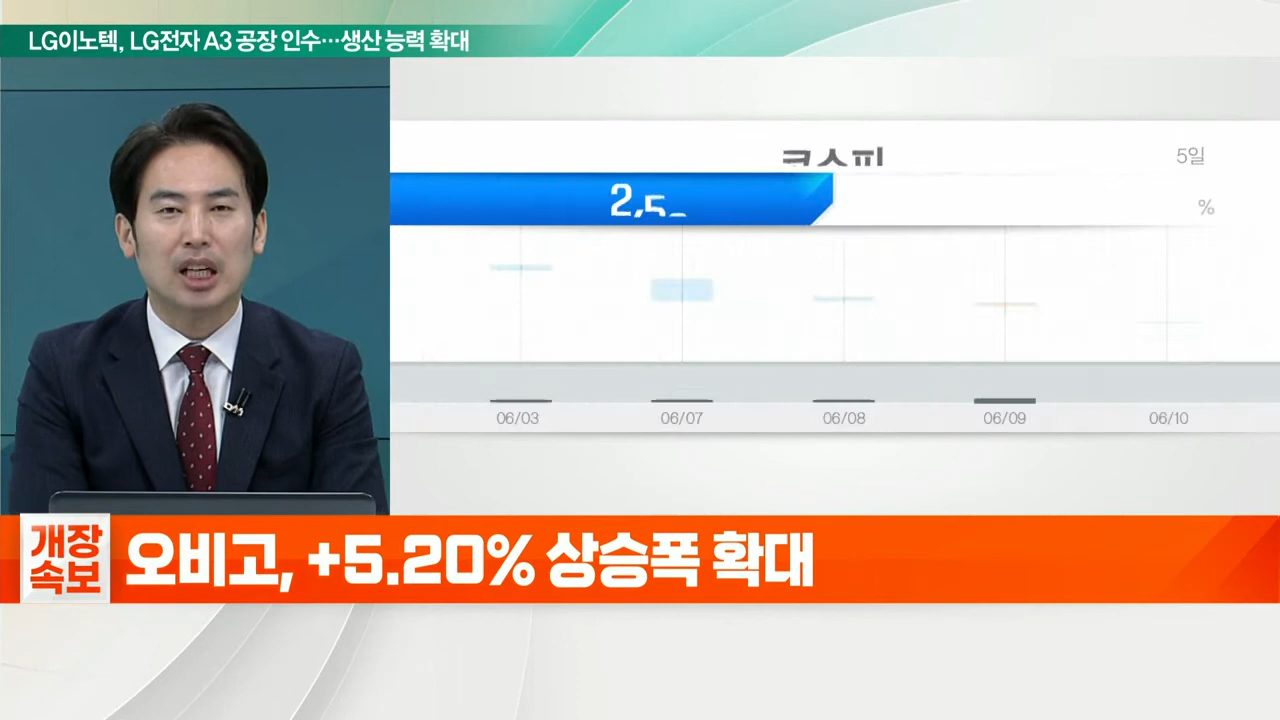 LG이노텍, LG전자 A3 공장 인수…생산 능력 확대
5일
%
06/03
06/07
06/08
06/09
06/10
개장
속보
오비고, +5.20% 상승폭 확대